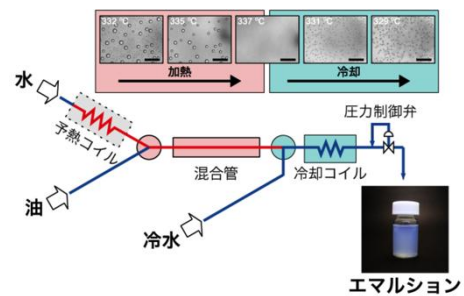 332 °C
335 °C
337 °C
331 °C
329 °C
加熱
冷却
水
予熱コイル
圧力制御弁
混合管
冷却コイル
油
冷水
エマルション